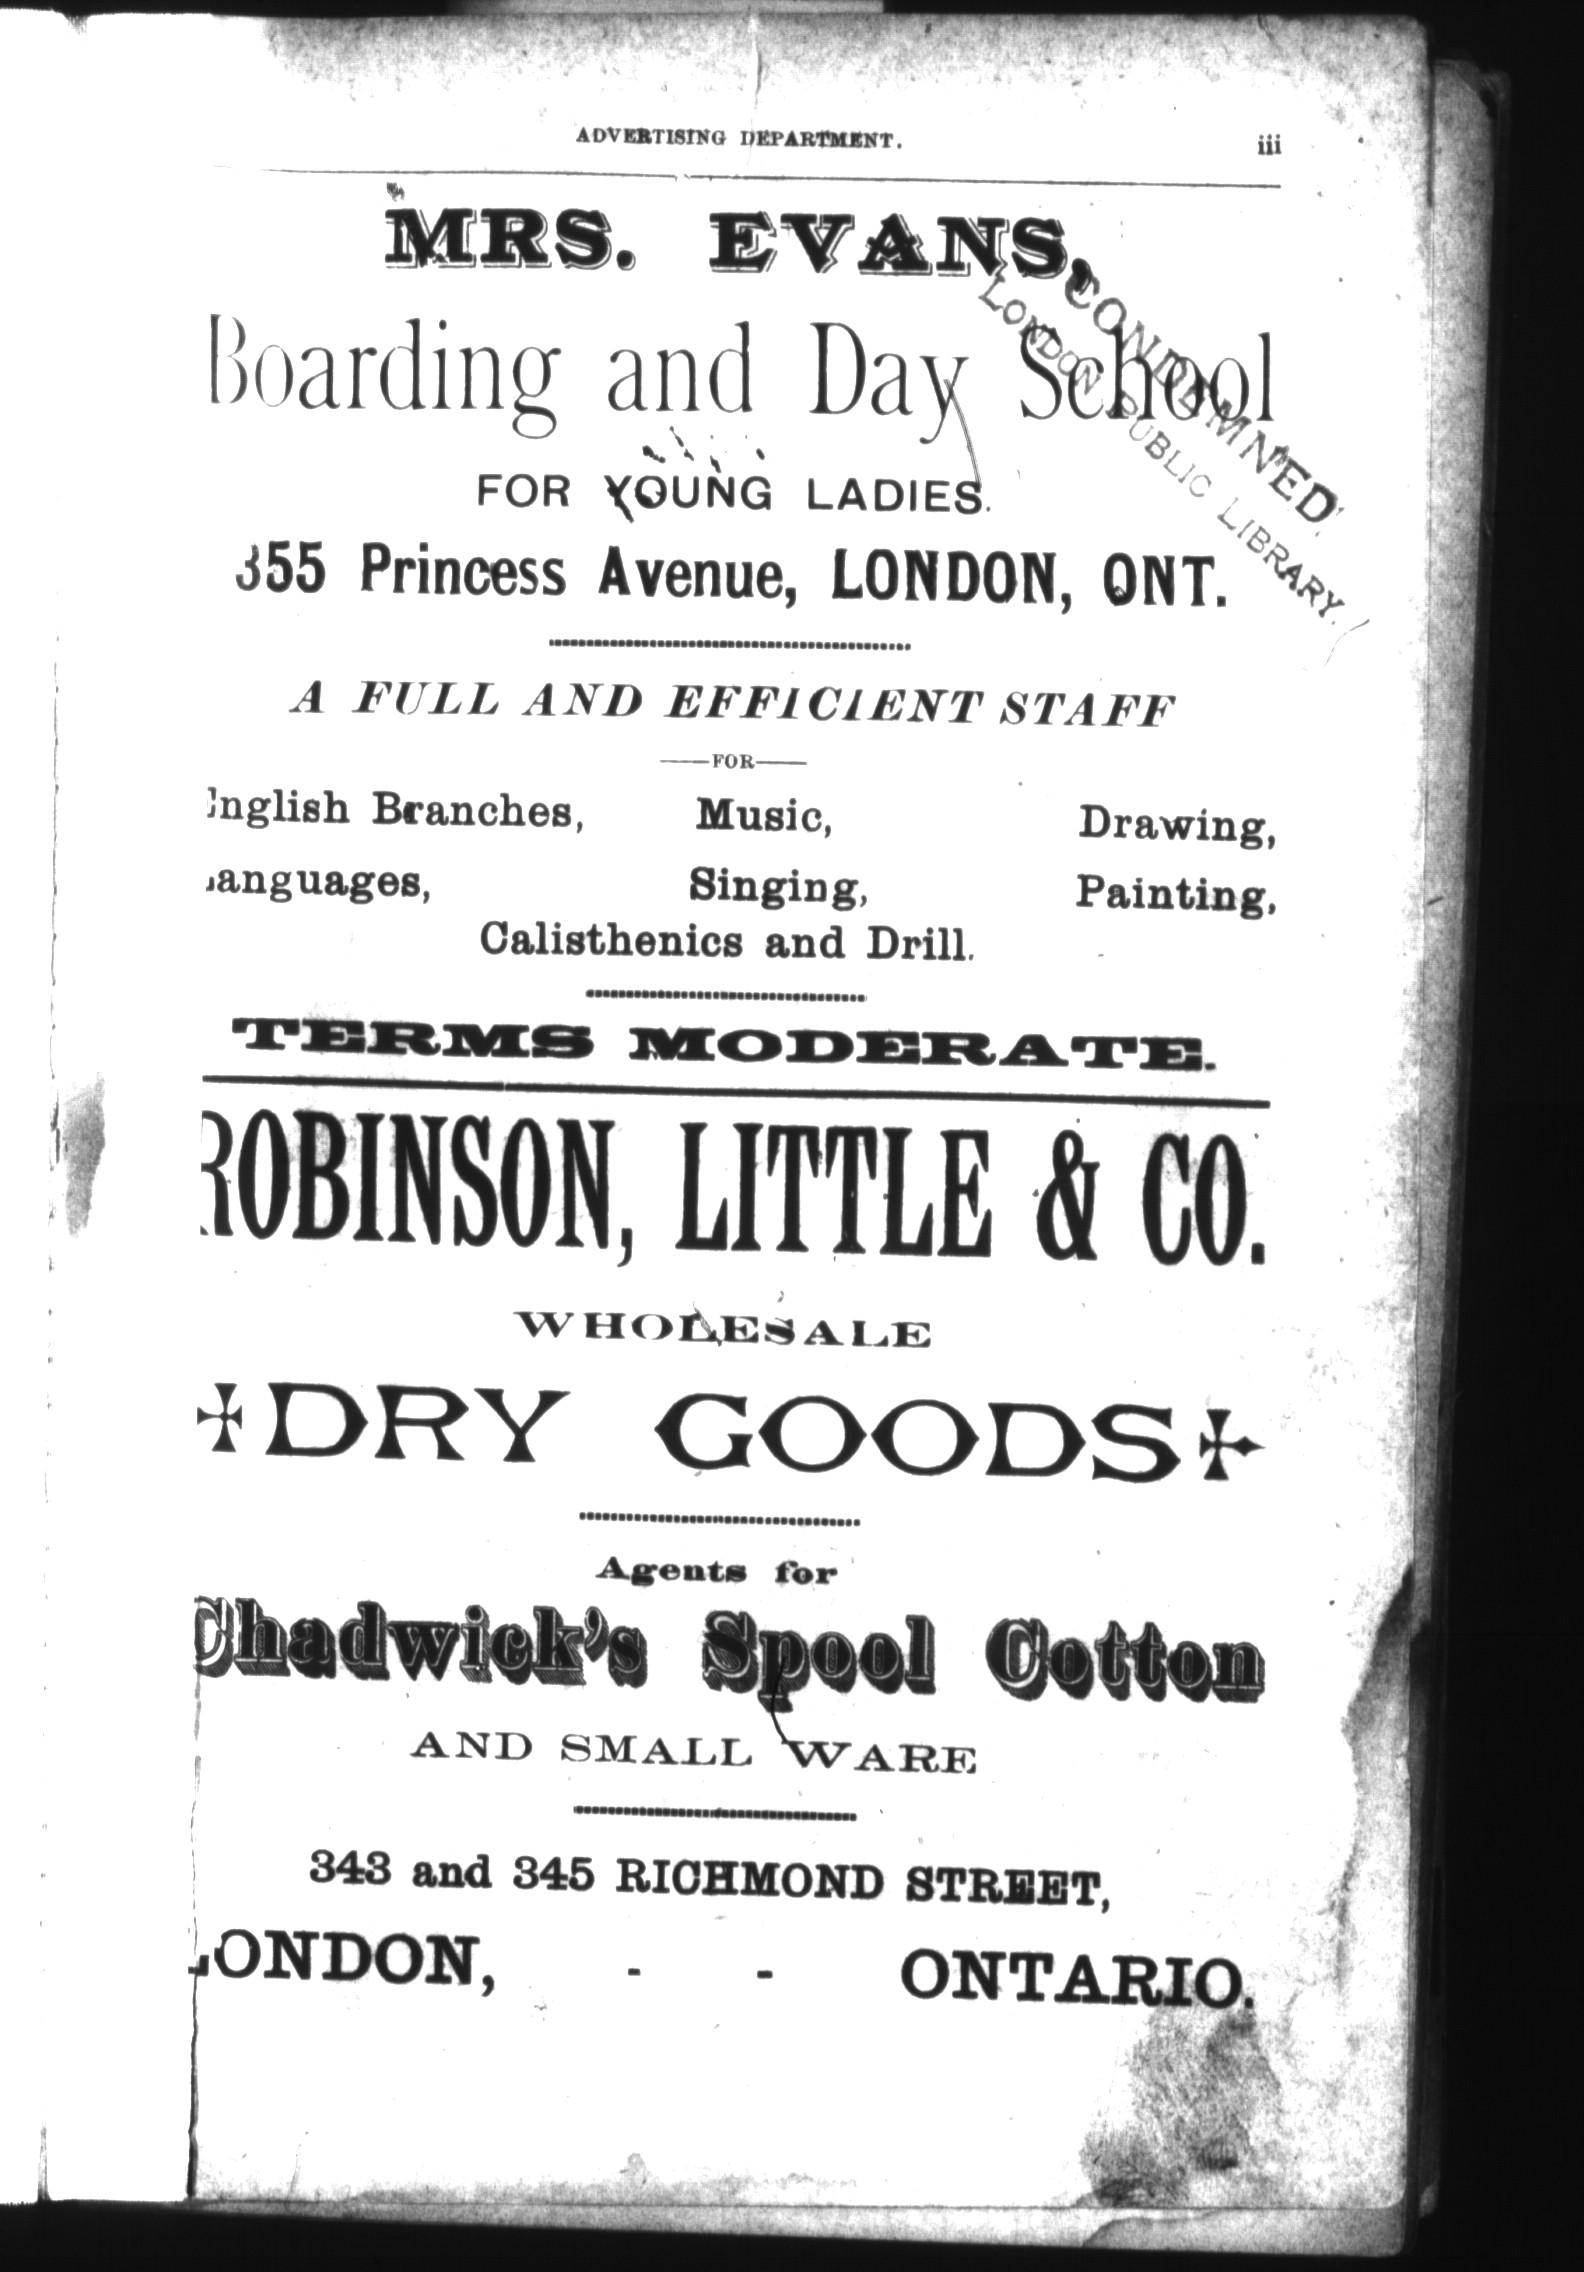 ADVERTISING DEPARTMENT. iii
MRS. EVANS,
Boarding and Day School
FOR YOUNG LADIES.
355 Princess Avenue, LONDON, ONT.
CONDEMNED
LONDON PUBLIC LIBRARY.
A FULL AND EFFICIENT STAFF
FOR
English Branches, Music, Drawing,
Languages, Singing, Painting,
Calisthenics and Drill.
TERMS MODERATE.
ROBINSON, LITTLE & CO.
WHOLESALE
DRY GOODS
Agents for
Chadwick's Spool Cotton
AND SMALL WARE
343 and 345 RICHMOND STREET,
LONDON, - - ONTARIO.